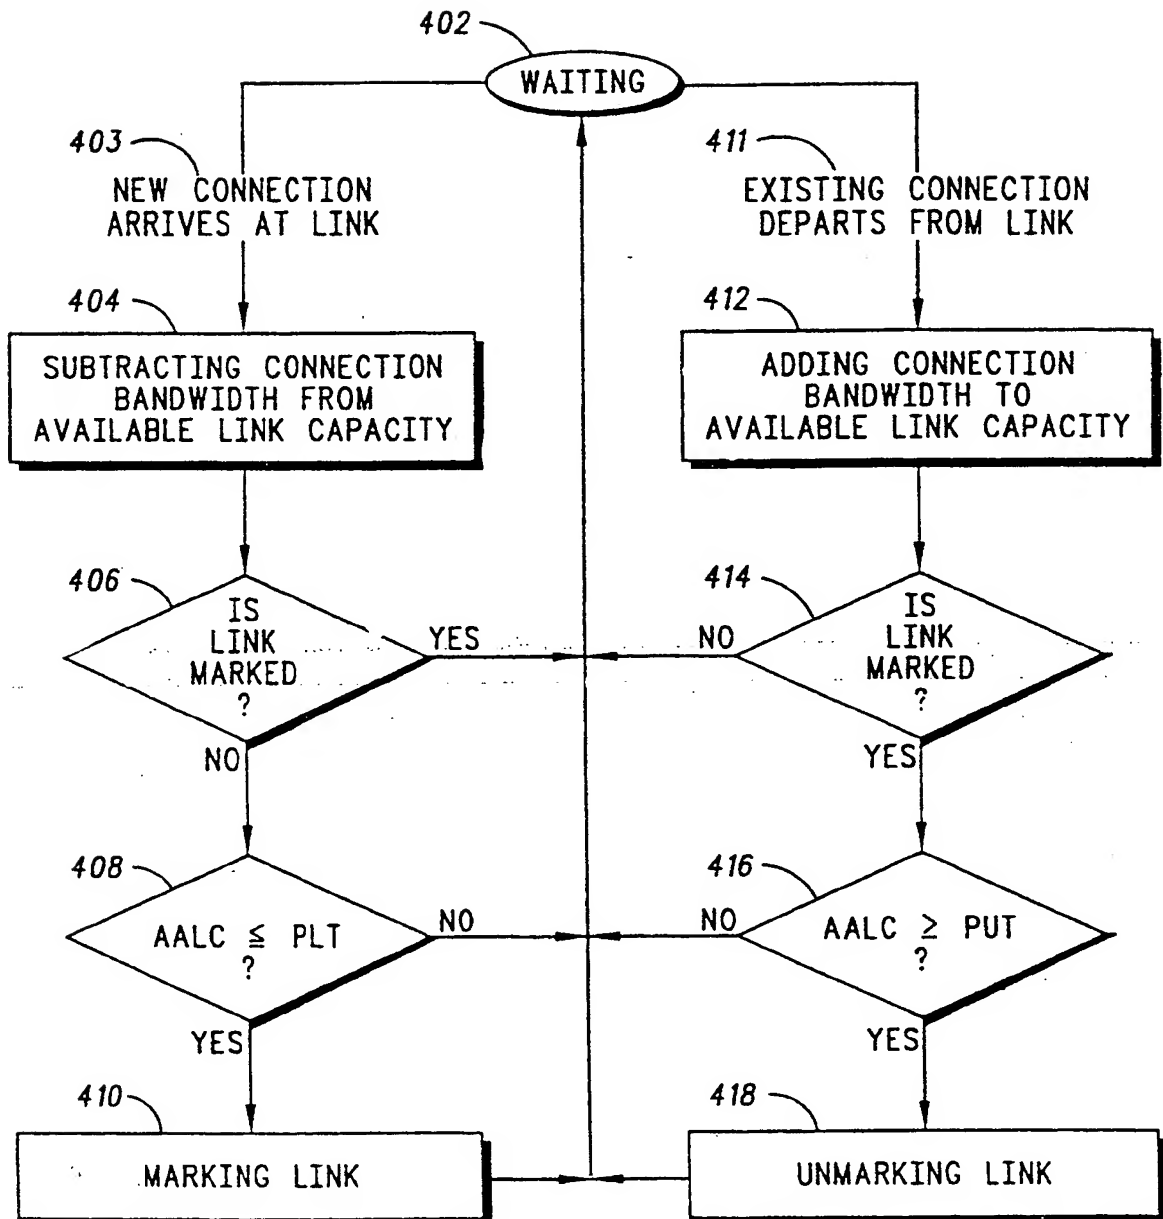 402
WAITING
403
NEW CONNECTION
ARRIVES AT LINK
411
EXISTING CONNECTION
DEPARTS FROM LINK
404
SUBTRACTING CONNECTION
BANDWIDTH FROM
AVAILABLE LINK CAPACITY
412
ADDING CONNECTION
BANDWIDTH TO
AVAILABLE LINK CAPACITY
406
IS
LINK
MARKED
?
YES
NO
414
IS
LINK
MARKED
?
NO
YES
408
AALC ≦ PLT
?
NO
YES
416
AALC ≥ PUT
?
NO
YES
410
MARKING LINK
418
UNMARKING LINK